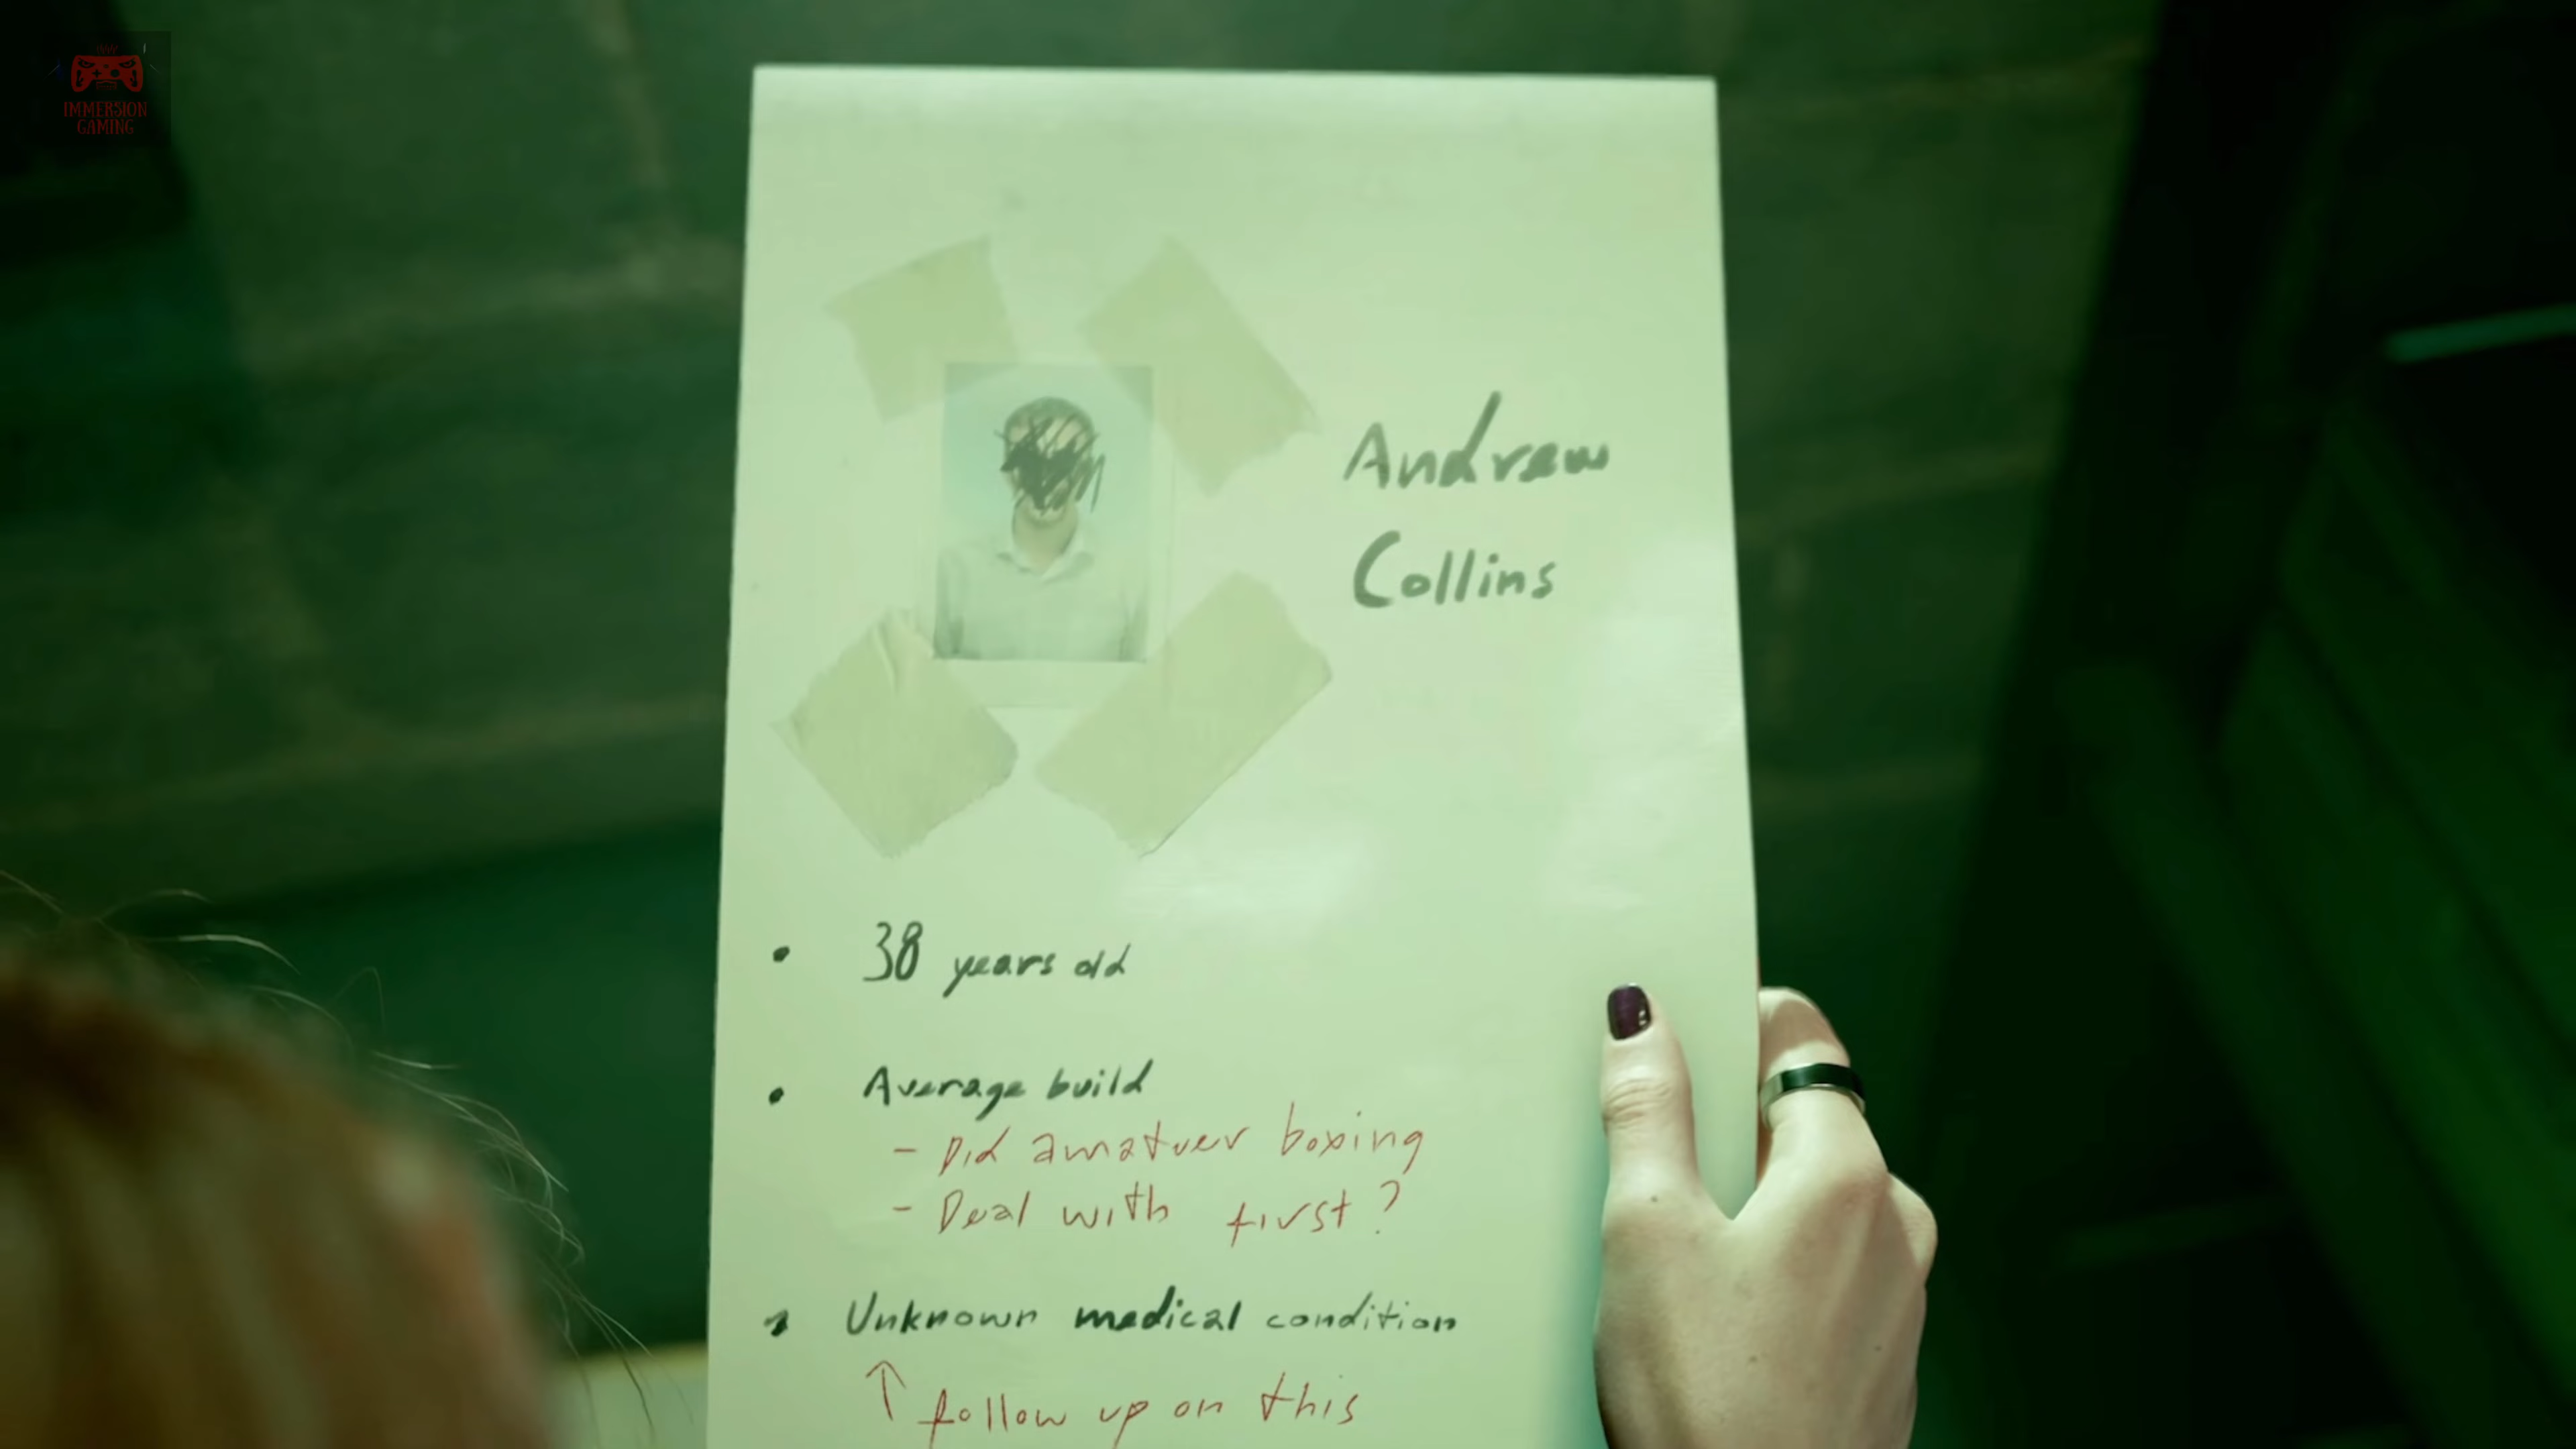 IMMERSION
GAMING
Andrew
Collins
• 38 years old
• Average build
- Did amatuer boxing
- Deal with first?
• Unknown medical condition
↑ follow up on this